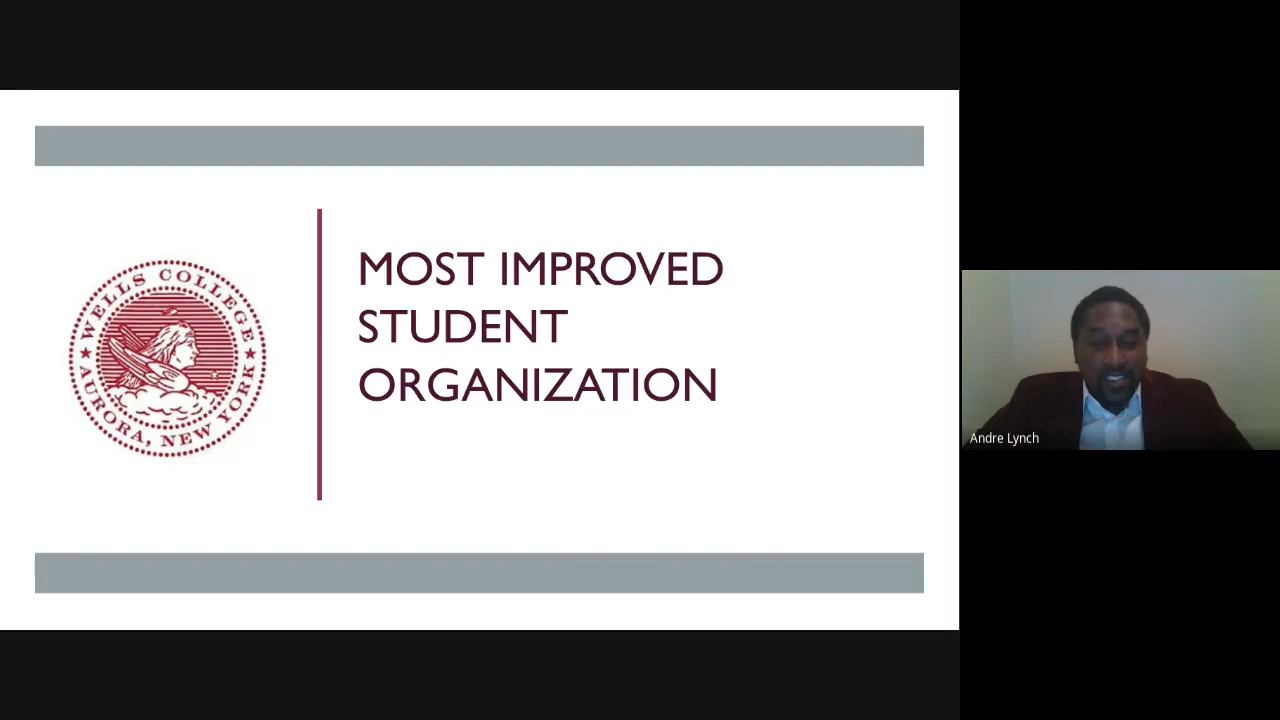 WELLS COLLEGE
AURORA, NEW YORK
MOST IMPROVED
STUDENT
ORGANIZATION
Andre Lynch